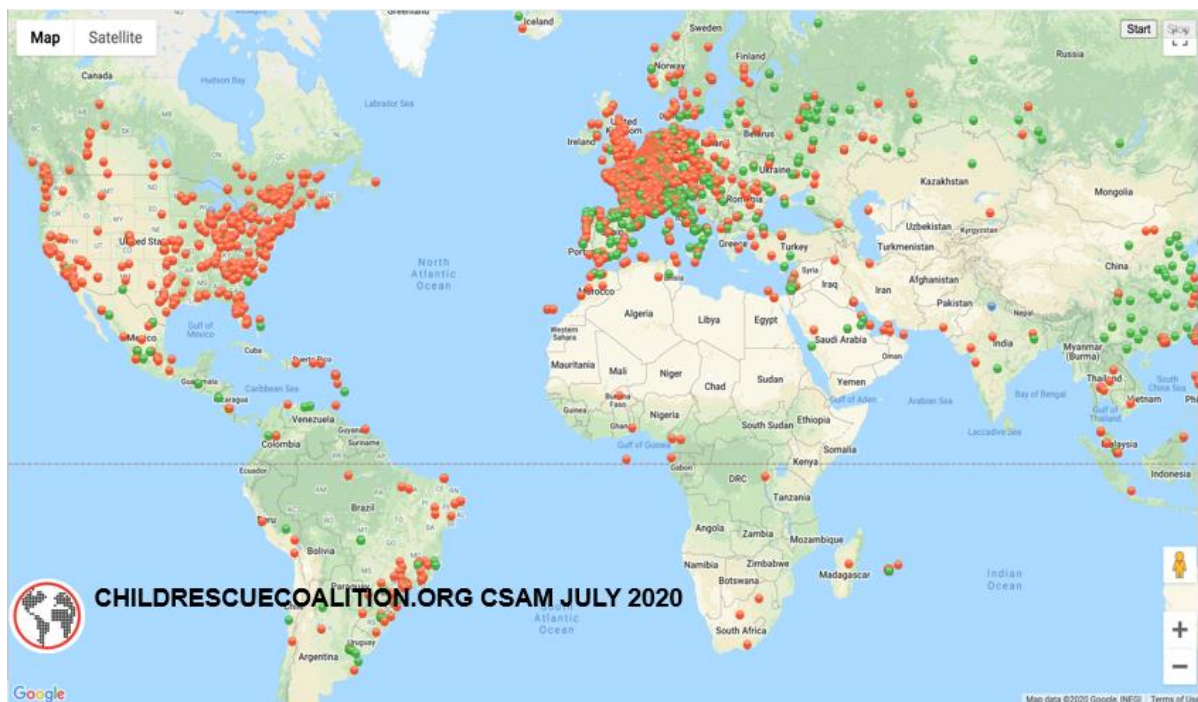 Map Satellite
Start Stop
Greenland
Iceland
Sweden
Finland
Norway
Russia
Canada
Hudson Bay
Labrador Sea
United Kingdom
Ireland
Belarus
Ukraine
Kazakhstan
Mongolia
Romania
Uzbekistan
Kyrgyzstan
Turkmenistan
Greece
Turkey
Syria
Iraq
Iran
Afghanistan
Pakistan
China
Nepal
North
Atlantic
Ocean
Morocco
Tunisia
Algeria
Libya
Egypt
Western
Sahara
Saudi Arabia
Oman
India
Myanmar
(Burma)
Gulf of
Mexico
Mexico
Cuba
Puerto Rico
Guatemala
Caribbean Sea
Nicaragua
Mauritania
Mali
Niger
Chad
Sudan
Yemen
Gulf of Aden
Arabian Sea
Bay of Bengal
Thailand
Vietnam
South
China Sea
Gulf of
Thailand
Burkina
Faso
Guinea
Ghana
Nigeria
South Sudan
Ethiopia
Somalia
Laccadive Sea
Malaysia
Indonesia
Venezuela
Guyana
Suriname
Colombia
Ecuador
Gulf of Guinea
Gabon
DRC
Kenya
Tanzania
Brazil
Peru
Bolivia
Angola
Zambia
Mozambique
Namibia
Zimbabwe
Botswana
Madagascar
Indian
Ocean
Paraguay
Chile
CHILDRESCUECOALITION.ORG CSAM JULY 2020
South
Atlantic
Ocean
South Africa
Uruguay
Argentina
Google
Map data ©2020 Google, INEGI Terms of Use